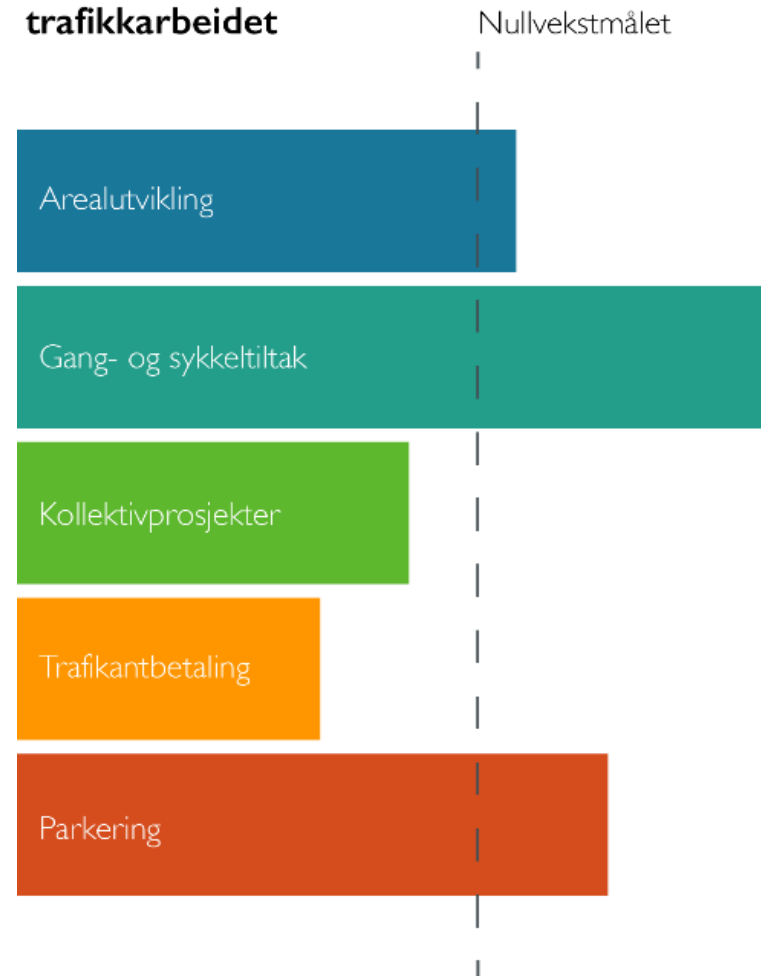 trafikkarbeidet
Nullvekstmålet
Arealutvikling
Gang- og sykkeltiltak
Kollektivprosjekter
Trafikantbetaling
Parkering